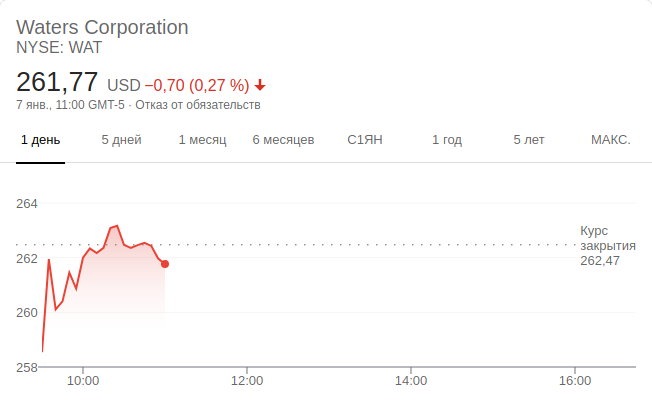 Waters Corporation
NYSE: WAT
261,77 USD −0,70 (0,27 %)
7 янв., 11:00 GMT-5 · Отказ от обязательств
1 день 5 дней 1 месяц 6 месяцев С1ЯН 1 год 5 лет МАКС.
264
Курс
закрытия
262,47
262
260
258
10:00 12:00 14:00 16:00